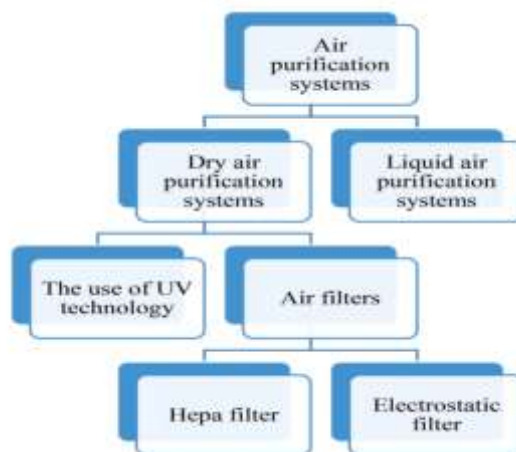 Air
purification
systems
Dry air
purification
systems
Liquid air
purification
systems
The use of UV
technology
Air filters
Hepa filter
Electrostatic
filter